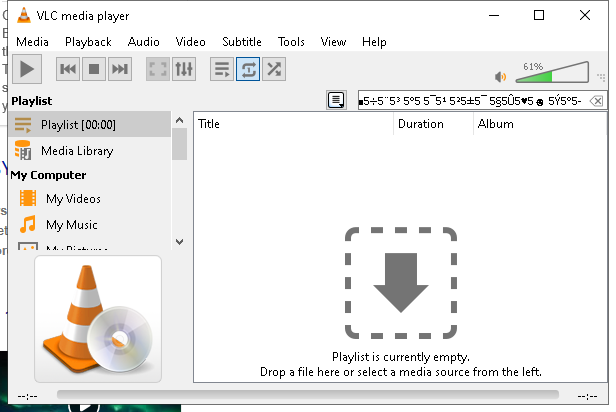 VLC media player
Media Playback Audio Video Subtitle Tools View Help
61%
Playlist
Playlist [00:00]
Media Library
My Computer
My Videos
My Music
My Pictures
Title Duration Album
Playlist is currently empty.
Drop a file here or select a media source from the left.
--:-- --:--